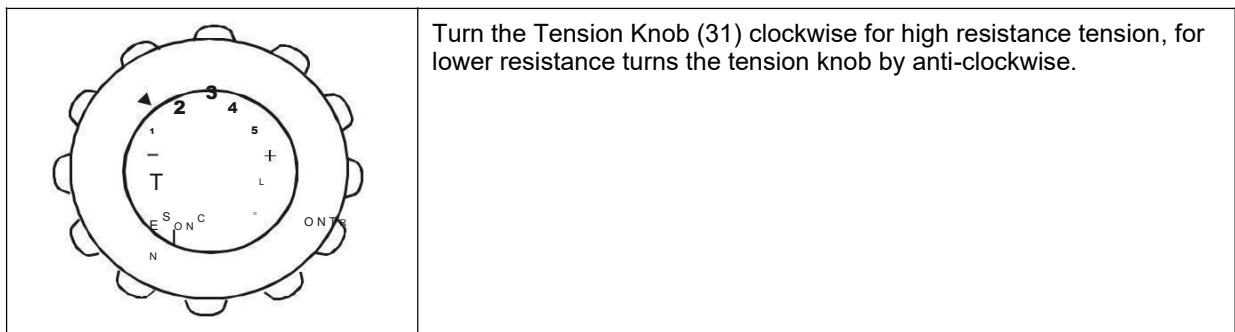 Turn the Tension Knob (31) clockwise for high resistance tension, for
lower resistance turns the tension knob by anti-clockwise.
3
2 4
1 5
− +
T L
E S O N C ° O N T R
I
N